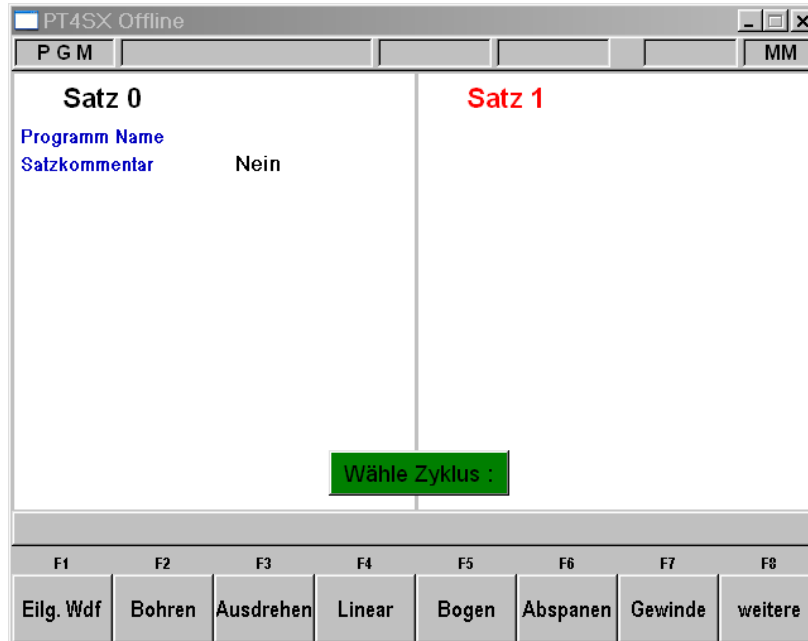 PT4SX Offline
P G M MM
Satz 0 Satz 1
Programm Name
Satzkommentar Nein
Wähle Zyklus :
F1 F2 F3 F4 F5 F6 F7 F8
Eilg. Wdf Bohren Ausdrehen Linear Bogen Abspanen Gewinde weitere